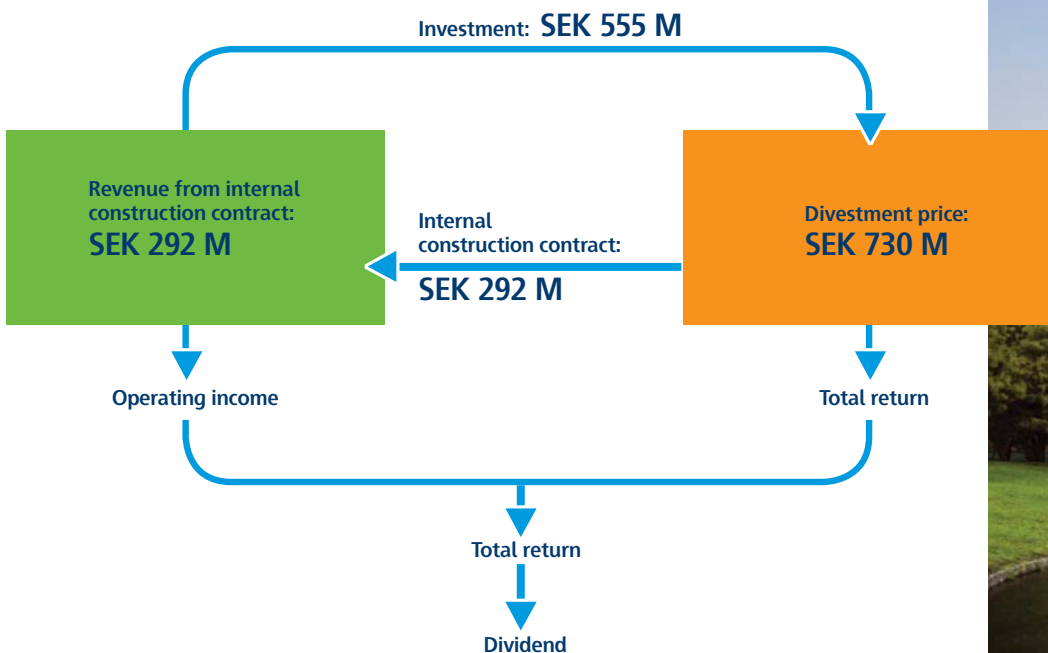 Investment: SEK 555 M
Revenue from internal
construction contract:
SEK 292 M
Internal
construction contract:
SEK 292 M
Divestment price:
SEK 730 M
Operating income
Total return
Total return
Dividend